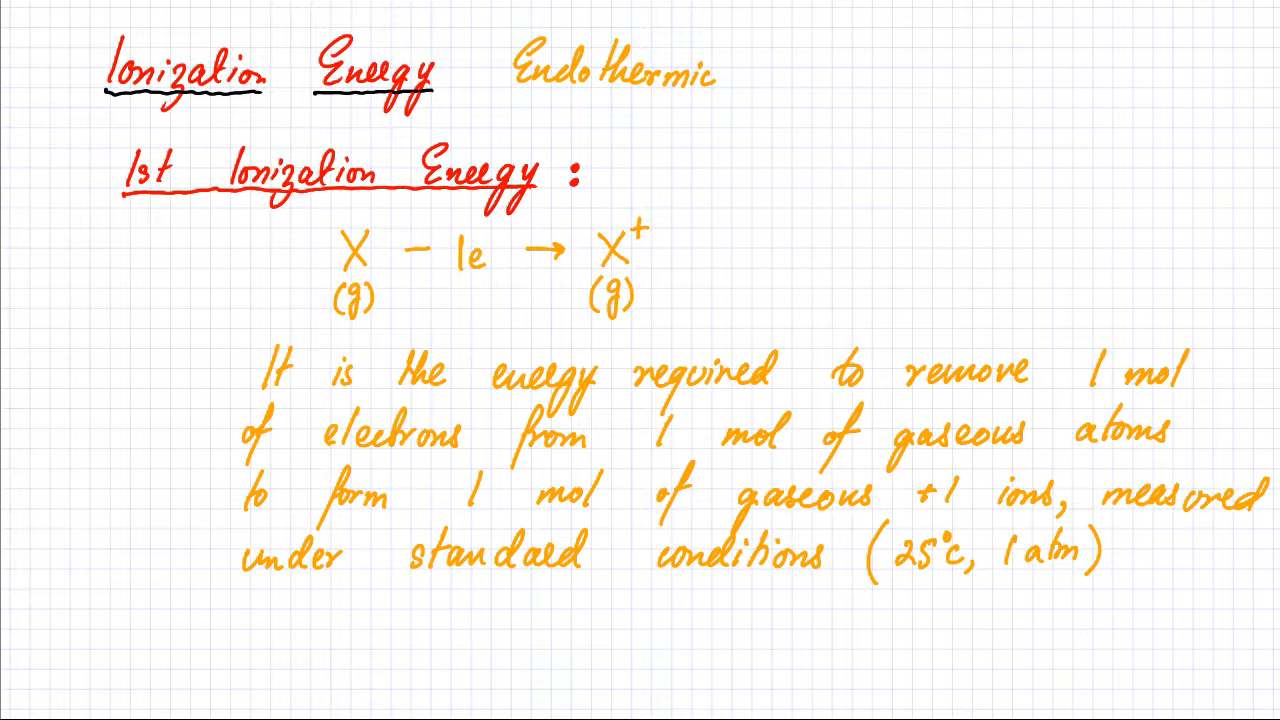 Ionization Energy Endothermic
1st Ionization Energy :
X - 1e → X⁺
(g) (g)
It is the energy required to remove 1 mol
of electrons from 1 mol of gaseous atoms
to form 1 mol of gaseous +1 ions, measured
under standard conditions (25°c, 1 atm)